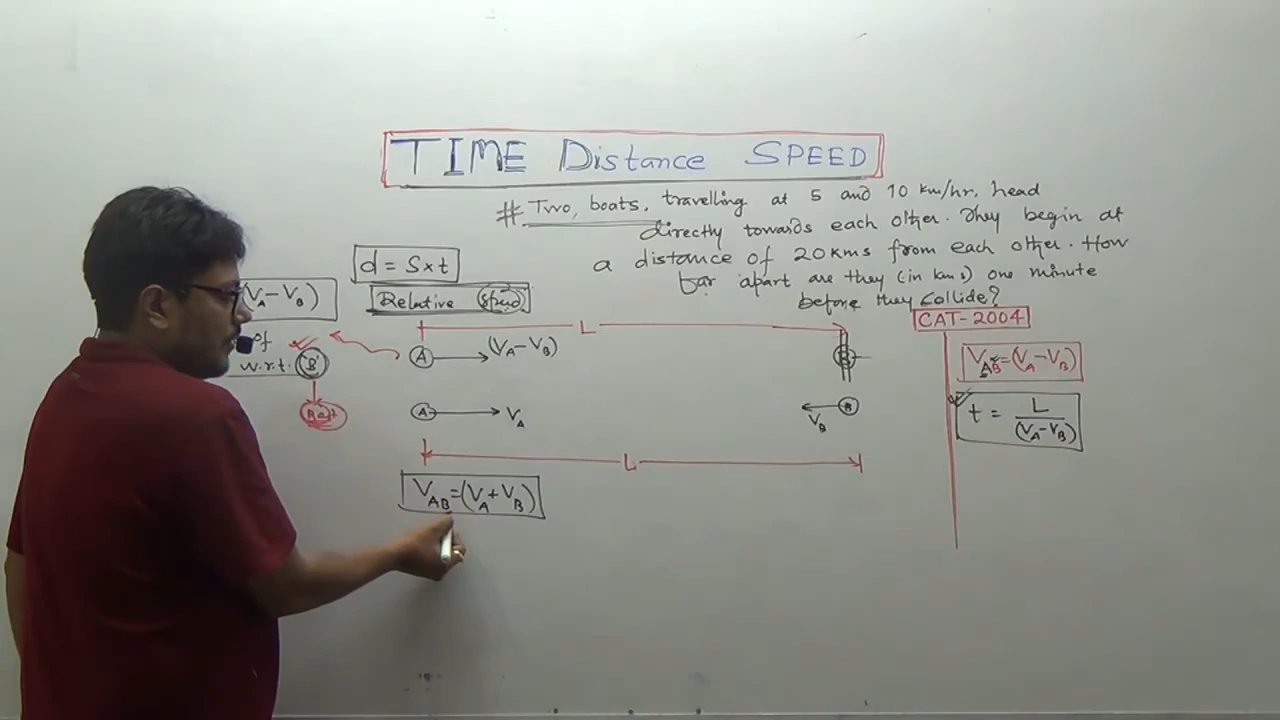 TIME Distance SPEED
# Two, boats, travelling at 5 and 10 km/hr, head
directly towards each other. They begin at
a distance of 20 kms from each other. How
far apart are they (in kms) one minute
before they collide?
CAT-2004
d = S×t
Relative Speed
(V_A-V_B)
of
w.r.t. 'B'
L
A (V_A-V_B)
A V_A
V_B B
L
V_AB=(V_A+V_B)
V_AB=(V_A-V_B)
t = L/(V_A-V_B)